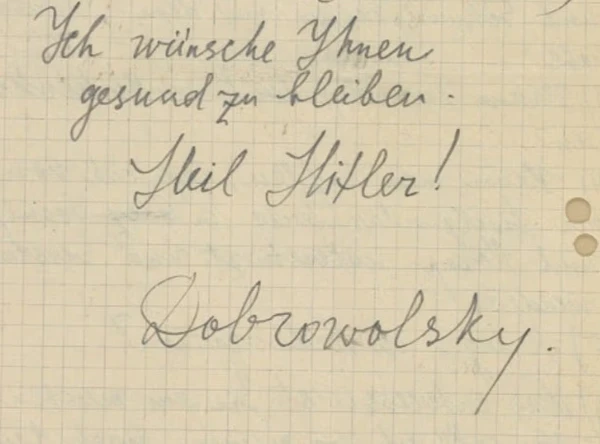 Ich wünsche Ihnen
gesund zu bleiben.
Heil Hitler!
Dobrowolsky.